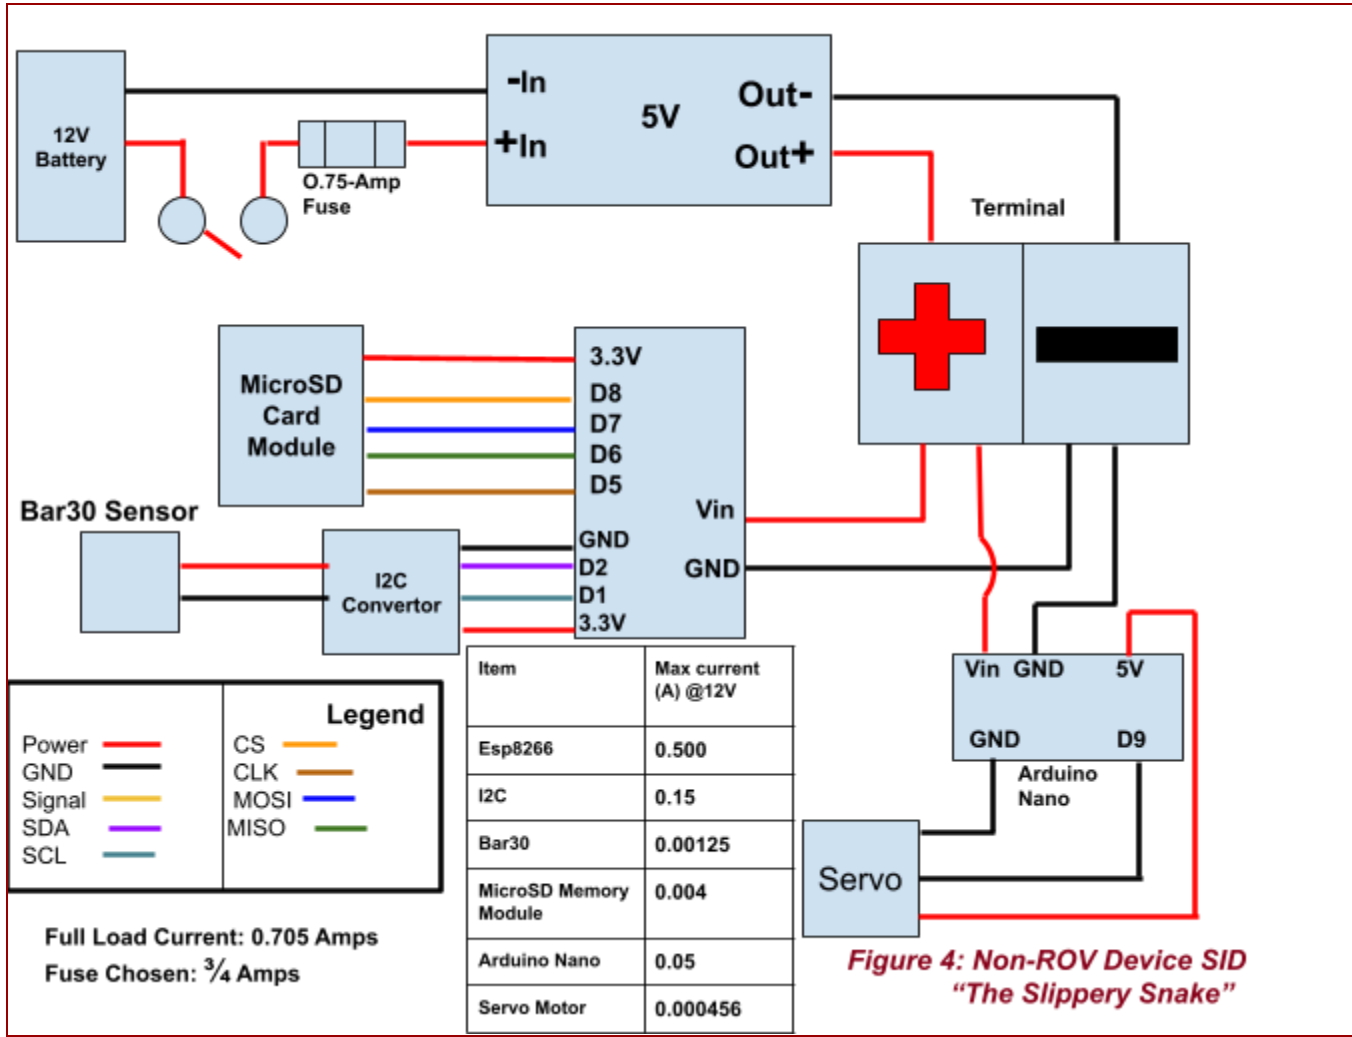 12V
Battery
O.75-Amp
Fuse
-In
+In
5V
Out-
Out+
Terminal
MicroSD
Card
Module
3.3V
D8
D7
D6
D5
Vin
GND
GND
D2
D1
3.3V
Bar30 Sensor
I2C
Convertor
Vin GND 5V
GND D9
Arduino
Nano
Servo
Legend
Power
GND
Signal
SDA
SCL
CS
CLK
MOSI
MISO
Item Max current
(A) @12V
Esp8266 0.500
I2C 0.15
Bar30 0.00125
MicroSD Memory
Module 0.004
Arduino Nano 0.05
Servo Motor 0.000456
Full Load Current: 0.705 Amps
Fuse Chosen: ¾ Amps
Figure 4: Non-ROV Device SID
“The Slippery Snake”